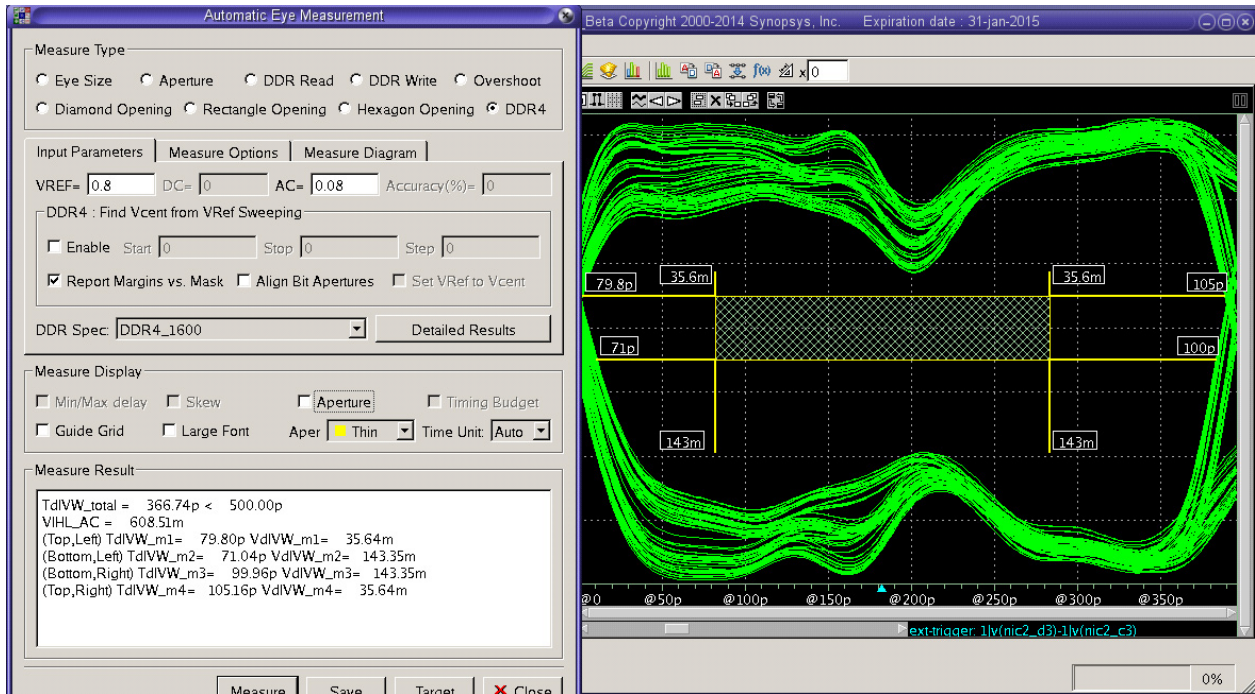 Automatic Eye Measurement
Beta Copyright 2000-2014 Synopsys, Inc. Expiration date : 31-jan-2015
Measure Type
Eye Size Aperture DDR Read DDR Write Overshoot
Diamond Opening Rectangle Opening Hexagon Opening DDR4
Input Parameters Measure Options Measure Diagram
VREF= 0.8 DC= 0 AC= 0.08 Accuracy(%)= 0
DDR4 : Find Vcent from VRef Sweeping
Enable Start 0 Stop 0 Step 0
Report Margins vs. Mask Align Bit Apertures Set VRef to Vcent
DDR Spec: DDR4_1600 Detailed Results
Measure Display
Min/Max delay Skew Aperture Timing Budget
Guide Grid Large Font Aper Thin Time Unit: Auto
Measure Result
TdIVW_total = 366.74p < 500.00p
VIHL_AC = 608.51m
(Top,Left) TdIVW_m1= 79.80p VdIVW_m1= 35.64m
(Bottom,Left) TdIVW_m2= 71.04p VdIVW_m2= 143.35m
(Bottom,Right) TdIVW_m3= 99.96p VdIVW_m3= 143.35m
(Top,Right) TdIVW_m4= 105.16p VdIVW_m4= 35.64m
Measure Save Target Close
f(x) x 0
79.8p 35.6m 35.6m 105p
71p 100p
143m 143m
@0 @50p @100p @150p @200p @250p @300p @350p
ext-trigger: 1|v(nic2_d3)-1|v(nic2_c3)
0%